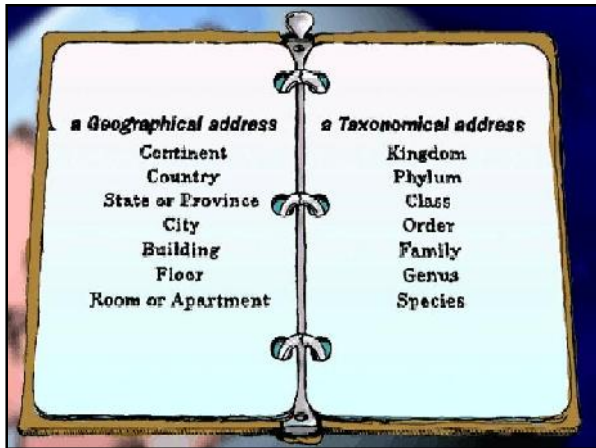 a Geographical address
Continent
Country
State or Province
City
Building
Floor
Room or Apartment
a Taxonomical address
Kingdom
Phylum
Class
Order
Family
Genus
Species